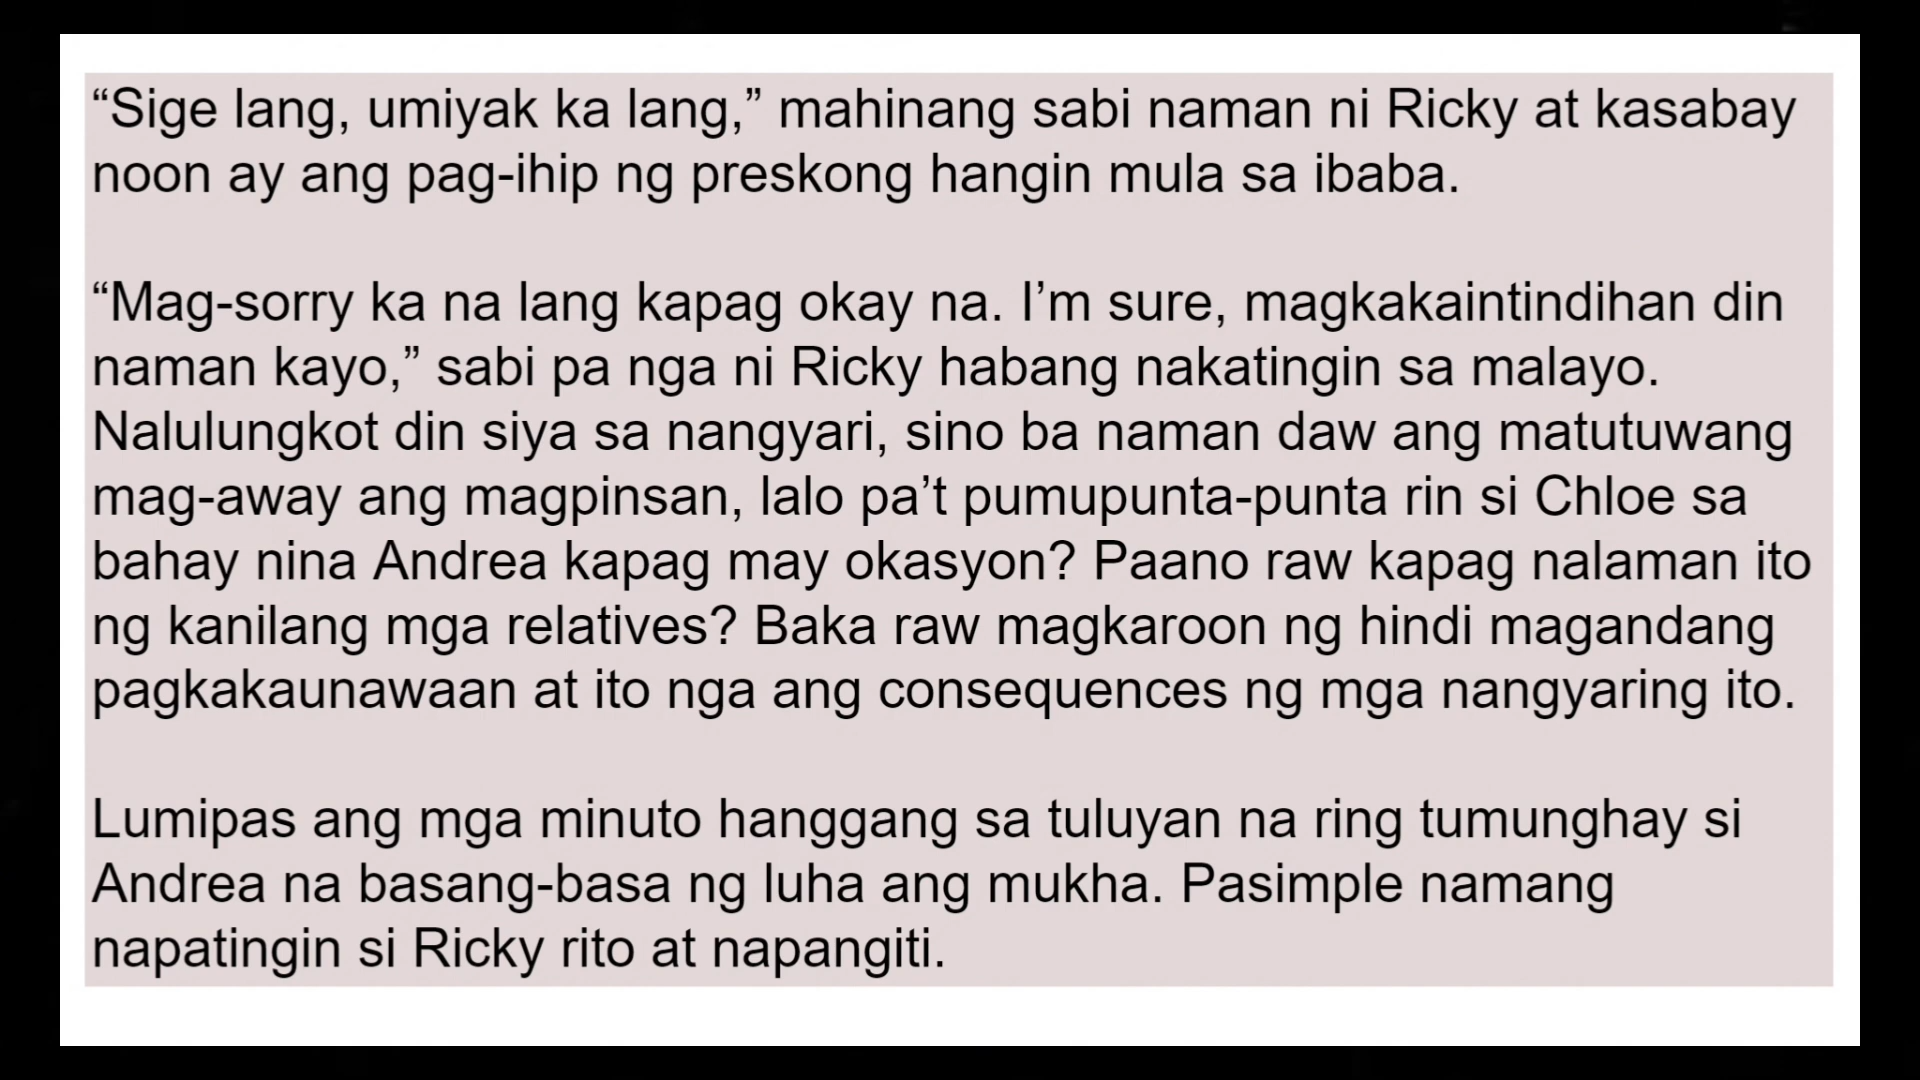 “Sige lang, umiyak ka lang,” mahinang sabi naman ni Ricky at kasabay
noon ay ang pag-ihip ng preskong hangin mula sa ibaba.
“Mag-sorry ka na lang kapag okay na. I’m sure, magkakaintindihan din
naman kayo,” sabi pa nga ni Ricky habang nakatingin sa malayo.
Nalulungkot din siya sa nangyari, sino ba naman daw ang matutuwang
mag-away ang magpinsan, lalo pa’t pumupunta-punta rin si Chloe sa
bahay nina Andrea kapag may okasyon? Paano raw kapag nalaman ito
ng kanilang mga relatives? Baka raw magkaroon ng hindi magandang
pagkakaunawaan at ito nga ang consequences ng mga nangyaring ito.
Lumipas ang mga minuto hanggang sa tuluyan na ring tumunghay si
Andrea na basang-basa ng luha ang mukha. Pasimple namang
napatingin si Ricky rito at napangiti.